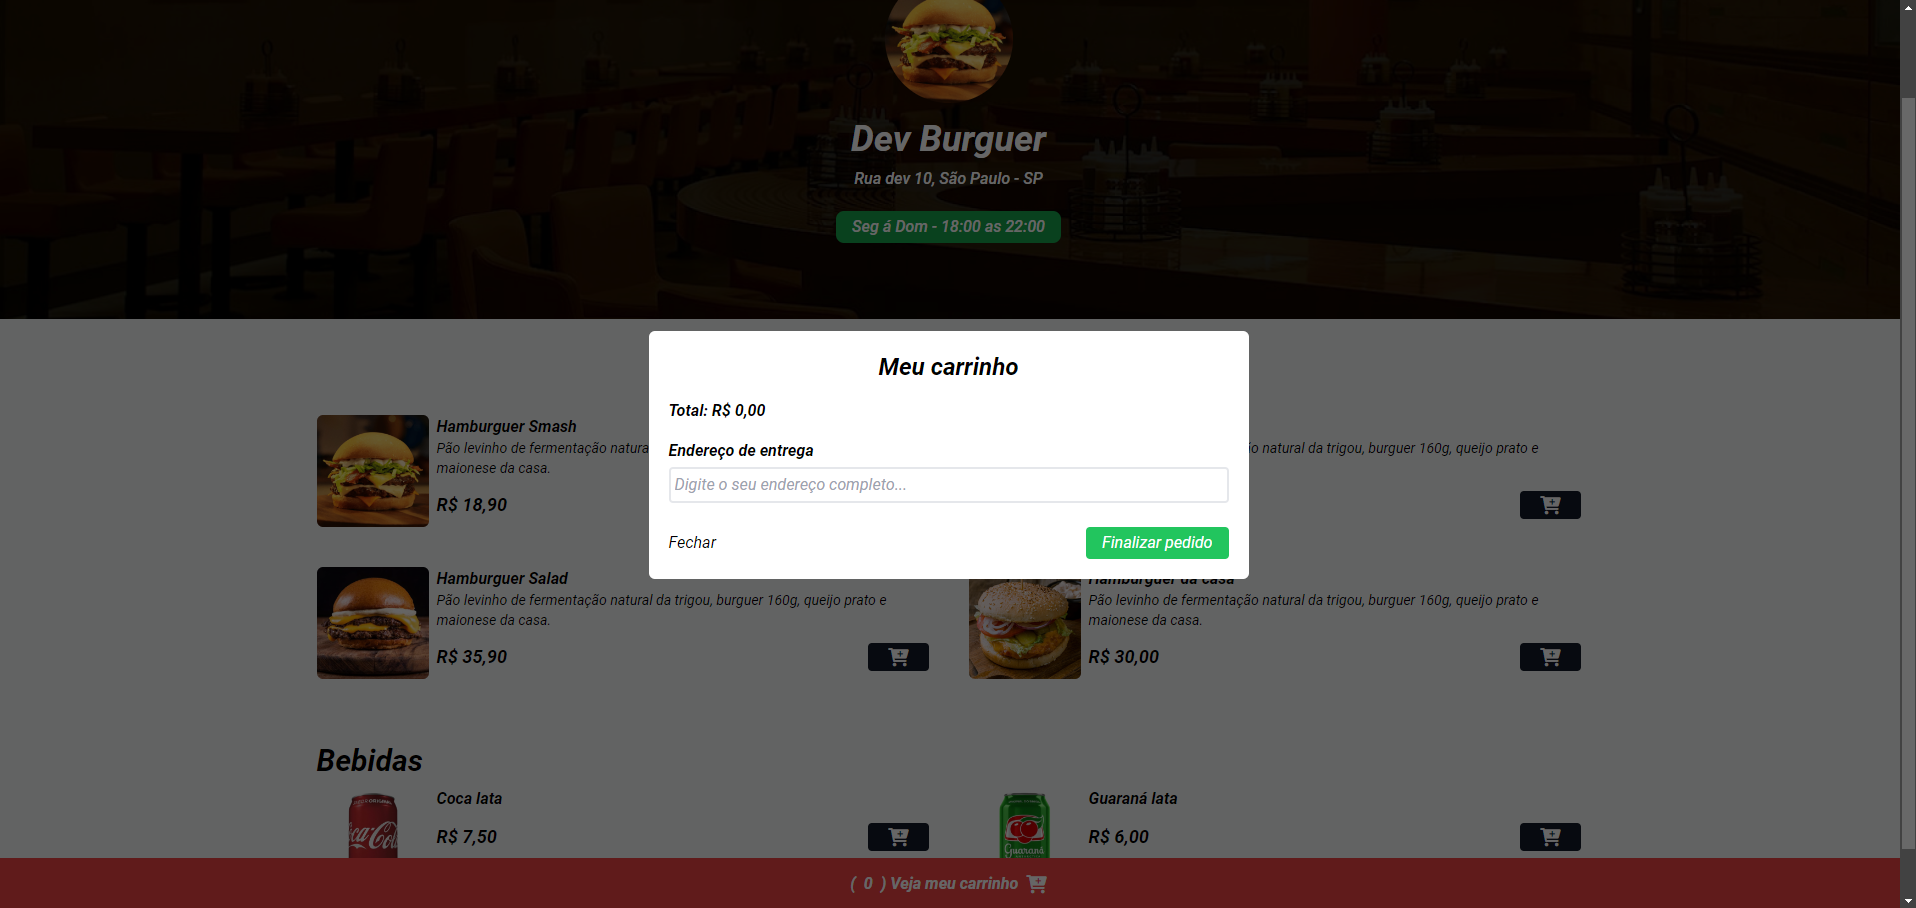 Dev Burguer
Rua dev 10, São Paulo - SP
Seg á Dom - 18:00 as 22:00
Meu carrinho
Total: R$ 0,00
Endereço de entrega
Digite o seu endereço completo...
Fechar
Finalizar pedido
Hamburguer Smash
Pão levinho de fermentação natura
maionese da casa.
R$ 18,90
natural da trigou, burguer 160g, queijo prato e
Hamburguer Salad
Pão levinho de fermentação natural da trigou, burguer 160g, queijo prato e
maionese da casa.
R$ 35,90
Hamburguer da casa
Pão levinho de fermentação natural da trigou, burguer 160g, queijo prato e
maionese da casa.
R$ 30,00
Bebidas
Coca lata
R$ 7,50
Guaraná lata
R$ 6,00
Guaraná
( 0 ) Veja meu carrinho